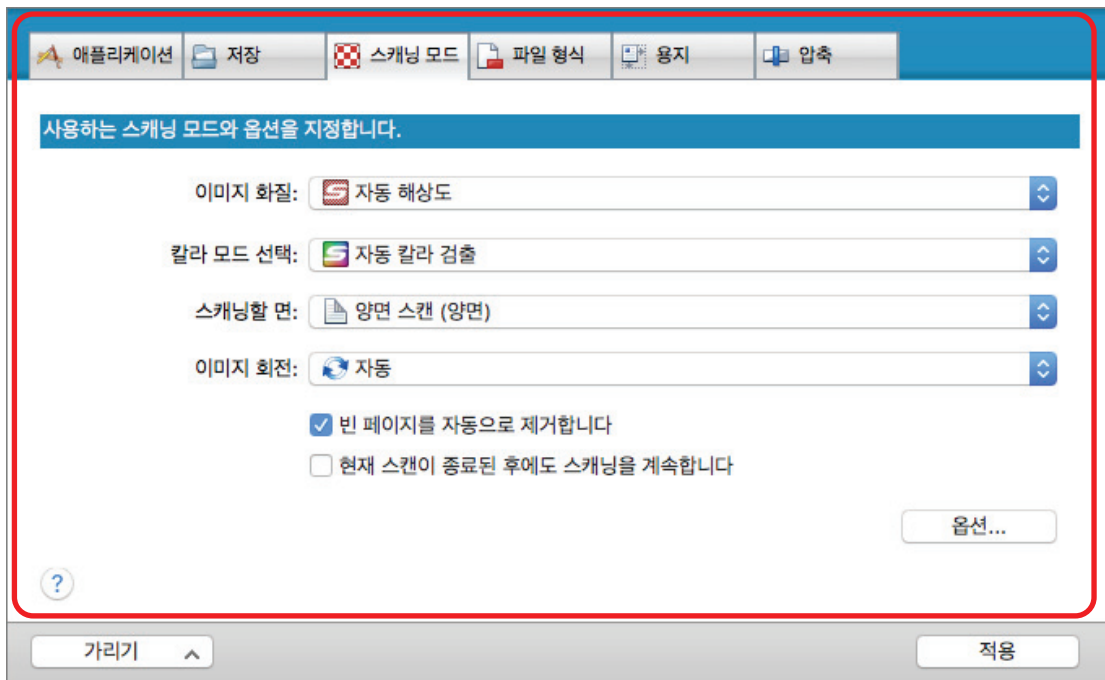 애플리케이션 저장 스캐닝 모드 파일 형식 용지 압축
사용하는 스캐닝 모드와 옵션을 지정합니다.
이미지 화질: 자동 해상도
칼라 모드 선택: 자동 칼라 검출
스캐닝할 면: 양면 스캔 (양면)
이미지 회전: 자동
빈 페이지를 자동으로 제거합니다
현재 스캔이 종료된 후에도 스캐닝을 계속합니다
옵션...
?
가리기 적용